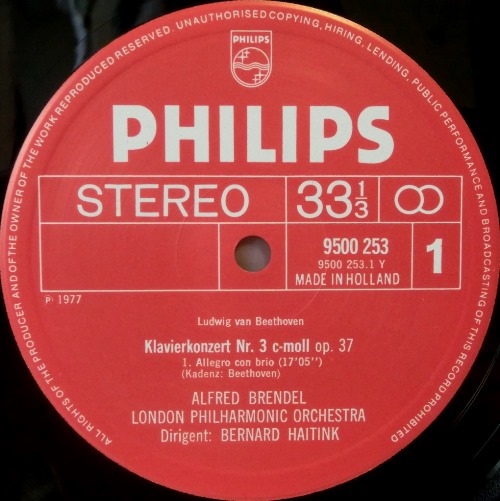 ALL RIGHTS OF THE PRODUCER AND OF THE OWNER OF THE WORK REPRODUCED RESERVED. UNAUTHORISED COPYING, HIRING, LENDING, PUBLIC PERFORMANCE AND BROADCASTING OF THIS RECORD PROHIBITED
PHILIPS
PHILIPS
STEREO 33 1/3
9500 253
9500 253.1 Y
MADE IN HOLLAND
1
℗ 1977
Ludwig van Beethoven
Klavierkonzert Nr. 3 c-moll op. 37
1. Allegro con brio (17'05'')
(Kadenz: Beethoven)
ALFRED BRENDEL
LONDON PHILHARMONIC ORCHESTRA
Dirigent: BERNARD HAITINK